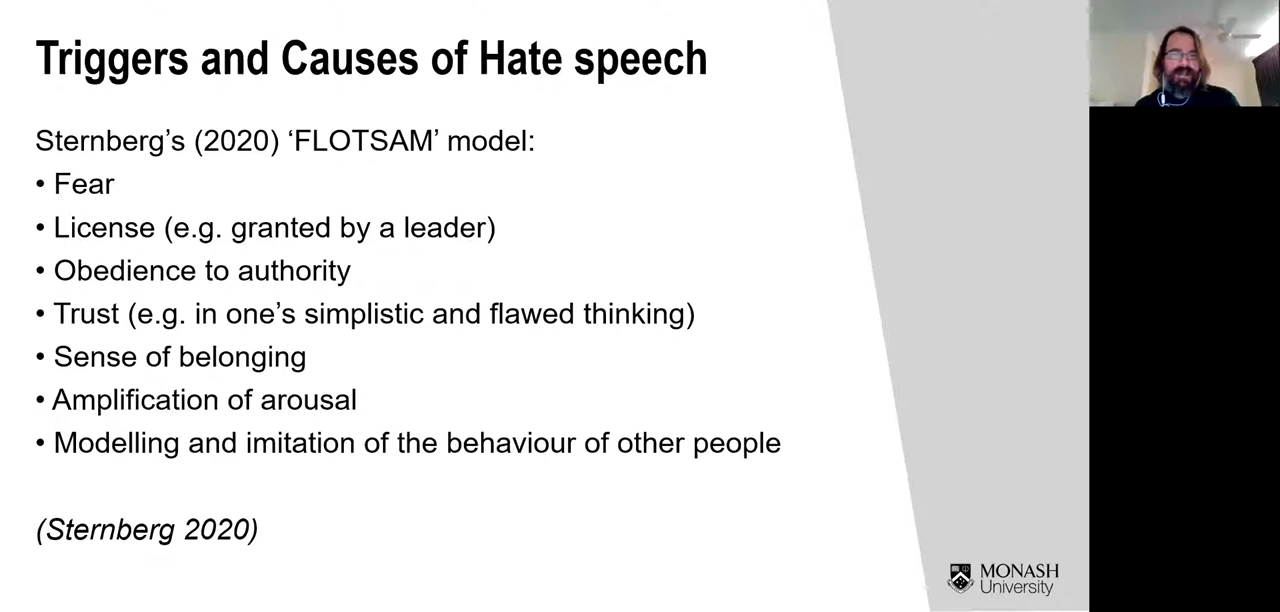 Triggers and Causes of Hate speech
Sternberg’s (2020) ‘FLOTSAM’ model:
• Fear
• License (e.g. granted by a leader)
• Obedience to authority
• Trust (e.g. in one’s simplistic and flawed thinking)
• Sense of belonging
• Amplification of arousal
• Modelling and imitation of the behaviour of other people
(Sternberg 2020)
MONASH
University